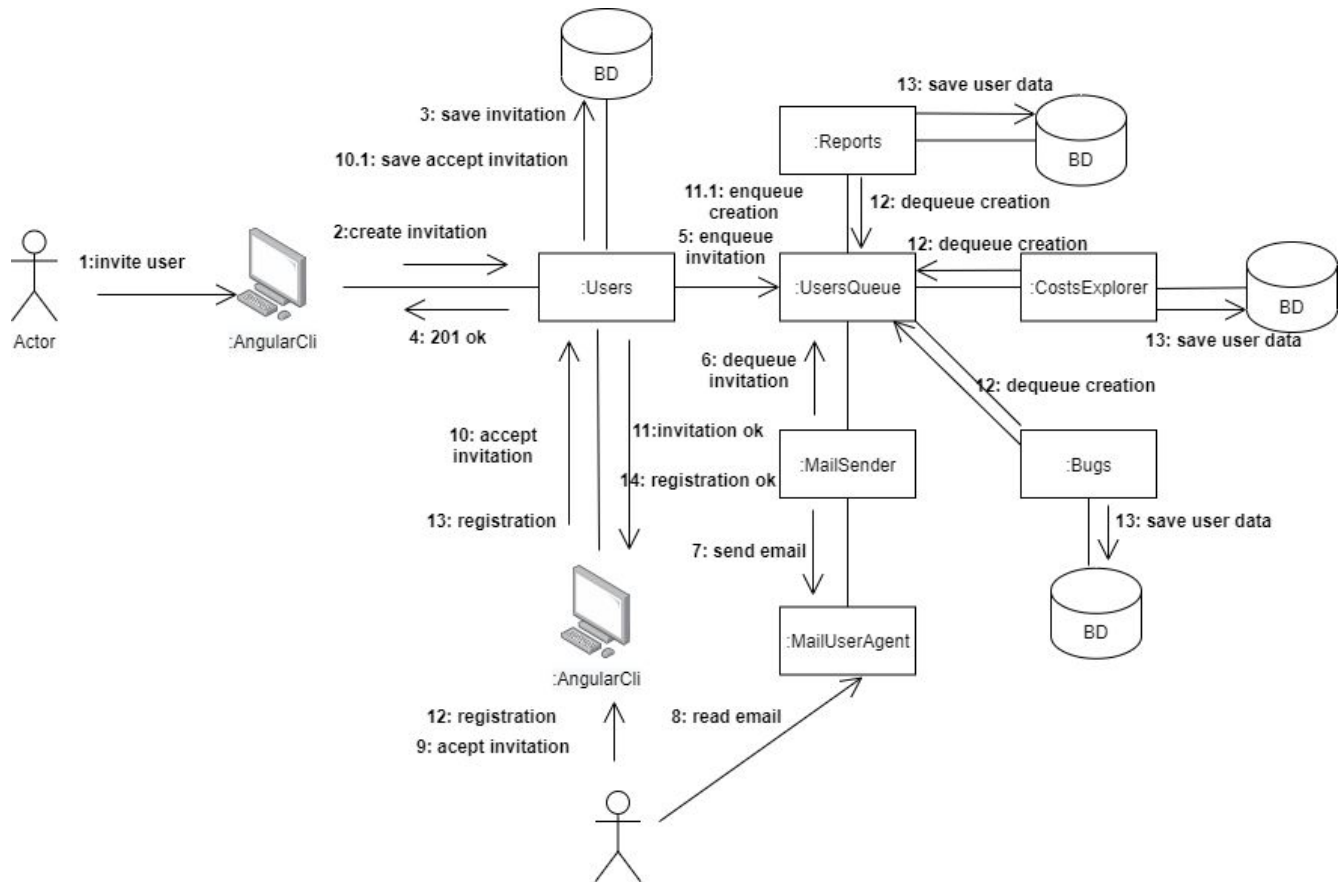 BD
13: save user data
3: save invitation
:Reports
BD
10.1: save accept invitation
11.1: enqueue
creation
12: dequeue creation
2:create invitation
5: enqueue
invitation
12: dequeue creation
1:invite user
:Users
:UsersQueue
:CostsExplorer
BD
Actor
:AngularCli
4: 201 ok
13: save user data
6: dequeue
invitation
12: dequeue creation
10: accept
invitation
11:invitation ok
:MailSender
:Bugs
14: registration ok
13: registration
13: save user data
7: send email
BD
:MailUserAgent
:AngularCli
12: registration
8: read email
9: acept invitation